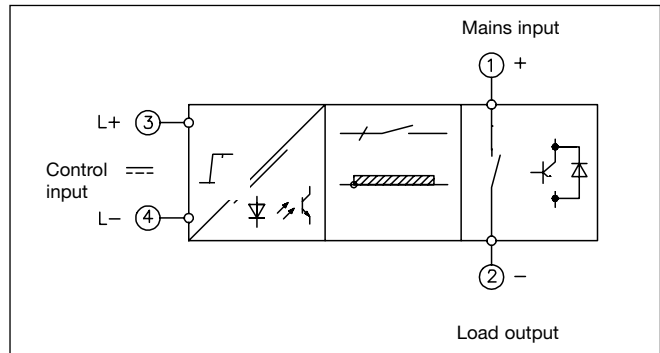 Mains input
1 +
L+ 3
Control
input
L− 4
2 −
Load output